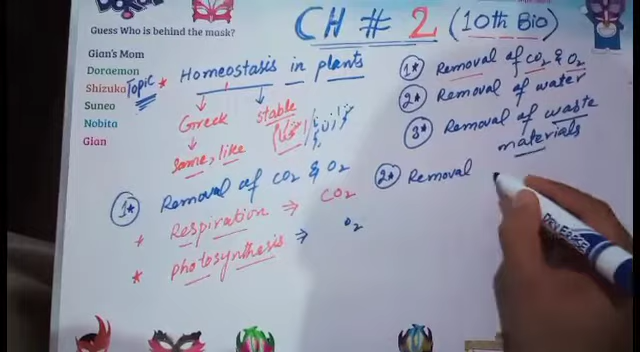 Guess Who is behind the mask?
Gian's Mom
Doraemon
Shizuka
Suneo
Nobita
Gian
CH # 2 (10th Bio)
Topic * Homeostasis in plants
Greek
stable
same, like
1* Removal of CO2 & O2
* Respiration ⇒ CO2
* Photosynthesis ⇒ O2
1* Removal of CO2 & O2
2* Removal of water
3* Removal of waste
materials
2* Removal